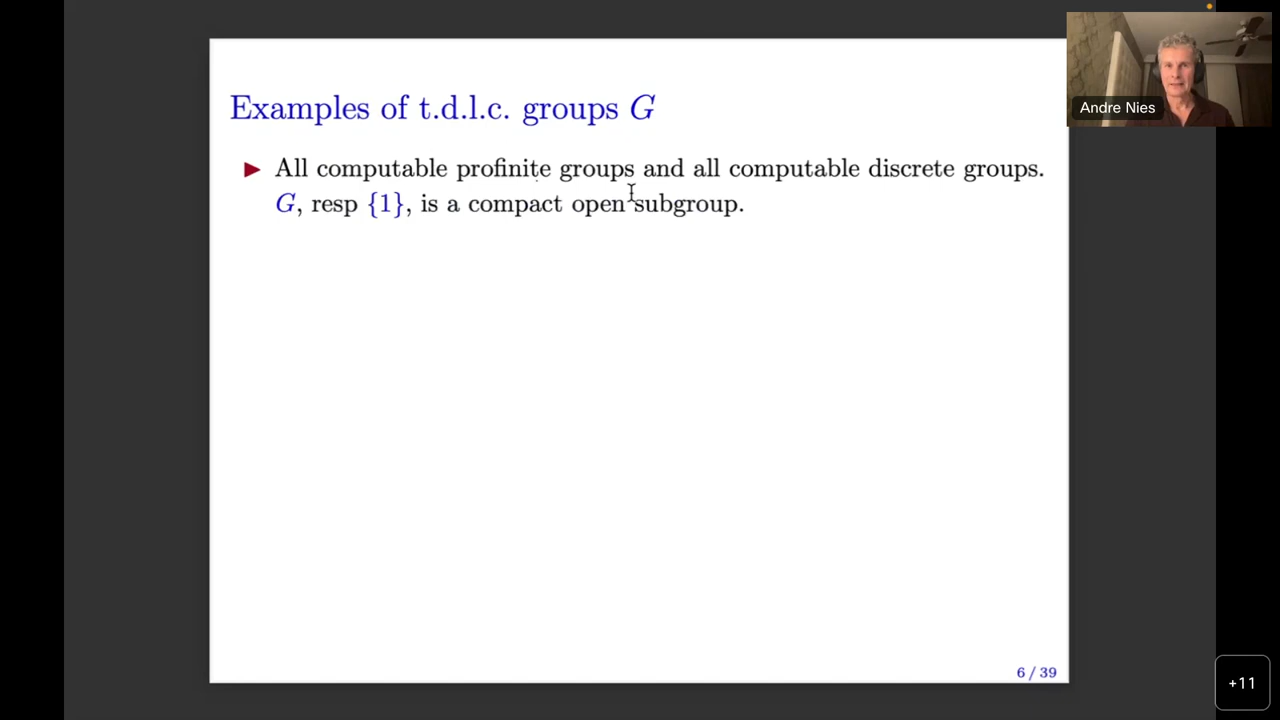 Examples of t.d.l.c. groups G
▶ All computable profinite groups and all computable discrete groups.
G, resp {1}, is a compact open subgroup.
6 / 39
Andre Nies
+11